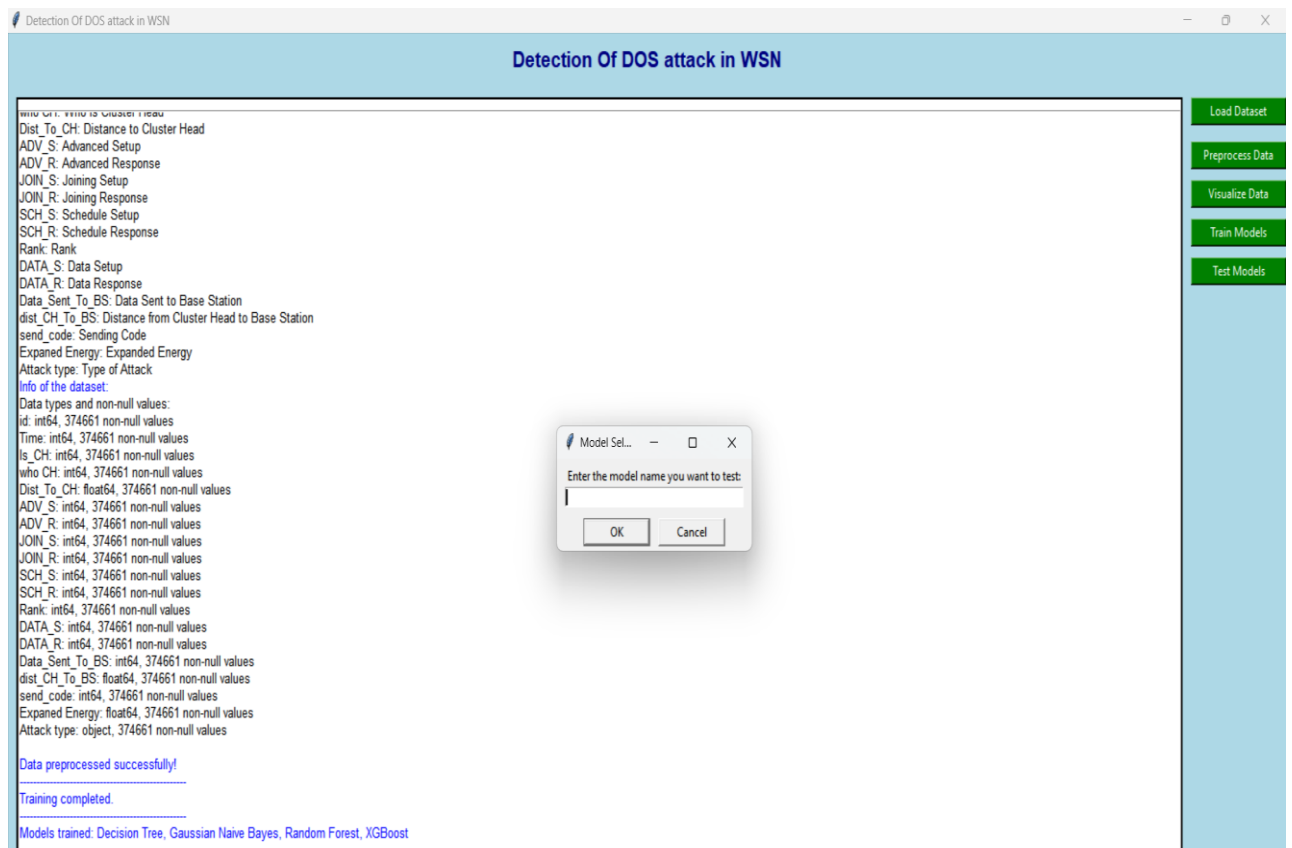 Detection Of DOS attack in WSN
Detection Of DOS attack in WSN
who CH: Who is Cluster Head
Dist_To_CH: Distance to Cluster Head
ADV_S: Advanced Setup
ADV_R: Advanced Response
JOIN_S: Joining Setup
JOIN_R: Joining Response
SCH_S: Schedule Setup
SCH_R: Schedule Response
Rank: Rank
DATA_S: Data Setup
DATA_R: Data Response
Data_Sent_To_BS: Data Sent to Base Station
dist_CH_To_BS: Distance from Cluster Head to Base Station
send_code: Sending Code
Expaned Energy: Expanded Energy
Attack type: Type of Attack
Info of the dataset:
Data types and non-null values:
id: int64, 374661 non-null values
Time: int64, 374661 non-null values
Is_CH: int64, 374661 non-null values
who CH: int64, 374661 non-null values
Dist_To_CH: float64, 374661 non-null values
ADV_S: int64, 374661 non-null values
ADV_R: int64, 374661 non-null values
JOIN_S: int64, 374661 non-null values
JOIN_R: int64, 374661 non-null values
SCH_S: int64, 374661 non-null values
SCH_R: int64, 374661 non-null values
Rank: int64, 374661 non-null values
DATA_S: int64, 374661 non-null values
DATA_R: int64, 374661 non-null values
Data_Sent_To_BS: int64, 374661 non-null values
dist_CH_To_BS: float64, 374661 non-null values
send_code: int64, 374661 non-null values
Expaned Energy: float64, 374661 non-null values
Attack type: object, 374661 non-null values
Data preprocessed successfully!
--------------------------------------------------
Training completed.
--------------------------------------------------
Models trained: Decision Tree, Gaussian Naive Bayes, Random Forest, XGBoost
Model Sel...
Enter the model name you want to test:
OK
Cancel
Load Dataset
Preprocess Data
Visualize Data
Train Models
Test Models